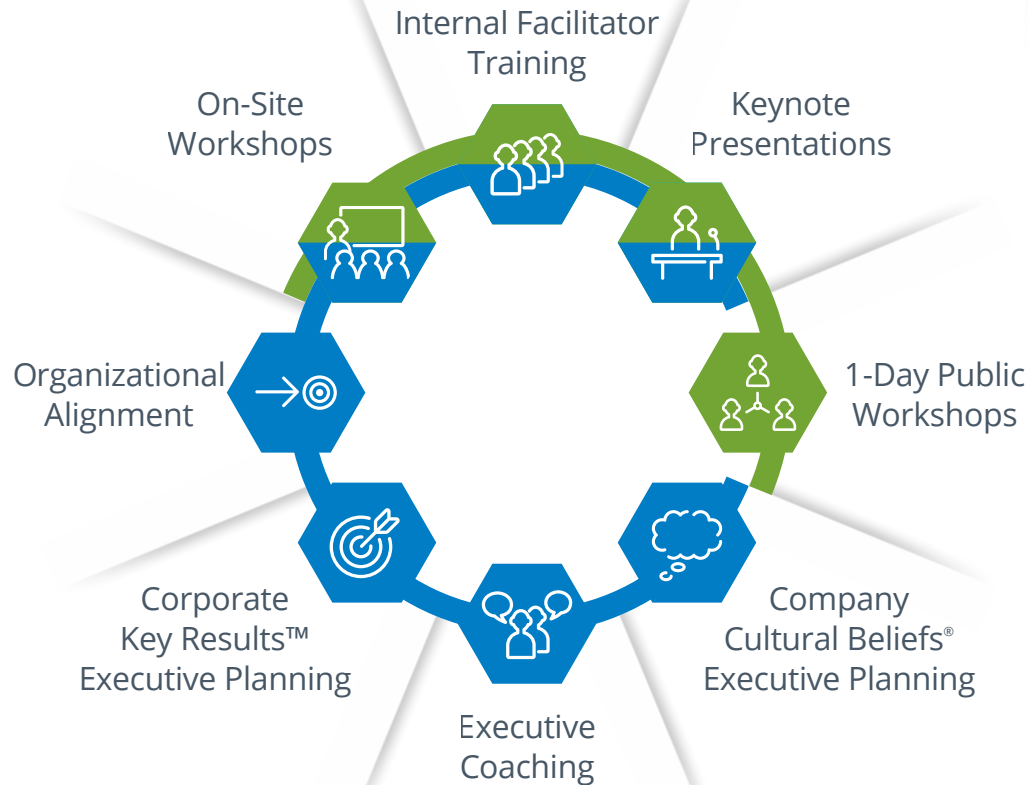 Internal Facilitator
Training
On-Site
Workshops
Keynote
Presentations
Organizational
Alignment
1-Day Public
Workshops
Corporate
Key Results™
Executive Planning
Company
Cultural Beliefs®
Executive Planning
Executive
Coaching